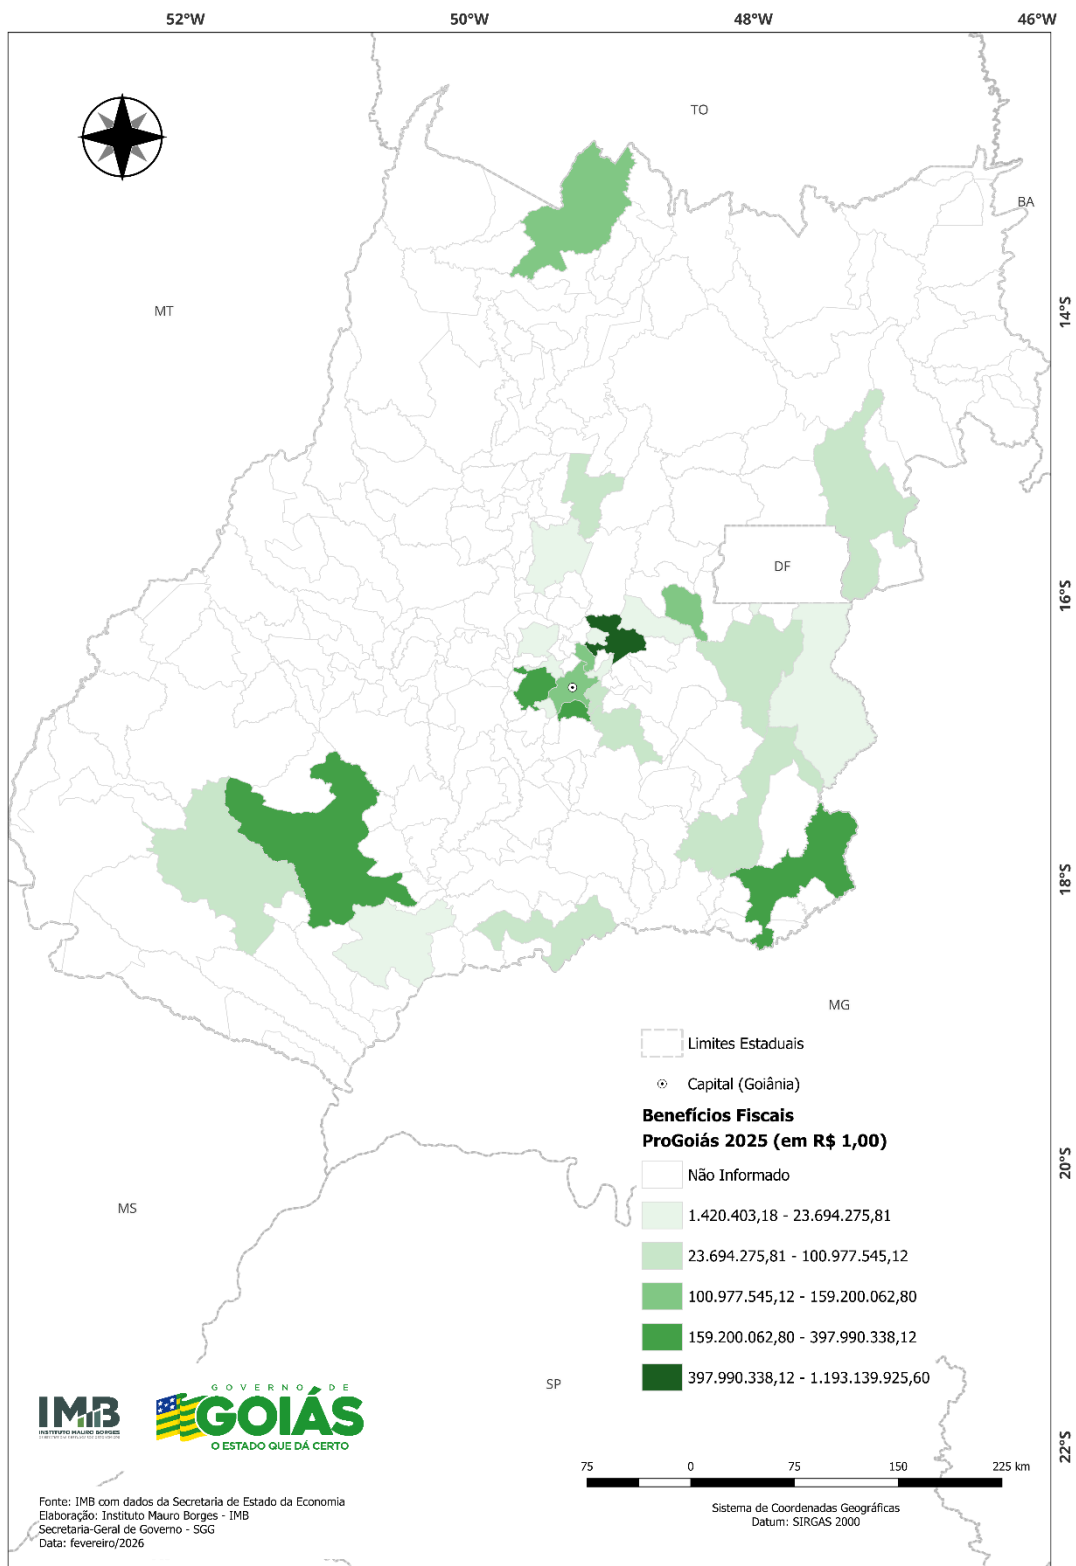 52°W 50°W 48°W 46°W
TO
BA
MT
14°S
DF
16°S
18°S
MG
Limites Estaduais
Capital (Goiânia)
Benefícios Fiscais
ProGoiás 2025 (em R$ 1,00)
Não Informado
1.420.403,18 - 23.694.275,81
23.694.275,81 - 100.977.545,12
100.977.545,12 - 159.200.062,80
159.200.062,80 - 397.990.338,12
397.990.338,12 - 1.193.139.925,60
20°S
MS
SP
22°S
IMB
INSTITUTO MAURO BORGES
GOVERNO DE
GOIÁS
O ESTADO QUE DÁ CERTO
75 0 75 150 225 km
Sistema de Coordenadas Geográficas
Datum: SIRGAS 2000
Fonte: IMB com dados da Secretaria de Estado da Economia
Elaboração: Instituto Mauro Borges - IMB
Secretaria-Geral de Governo - SGG
Data: fevereiro/2026